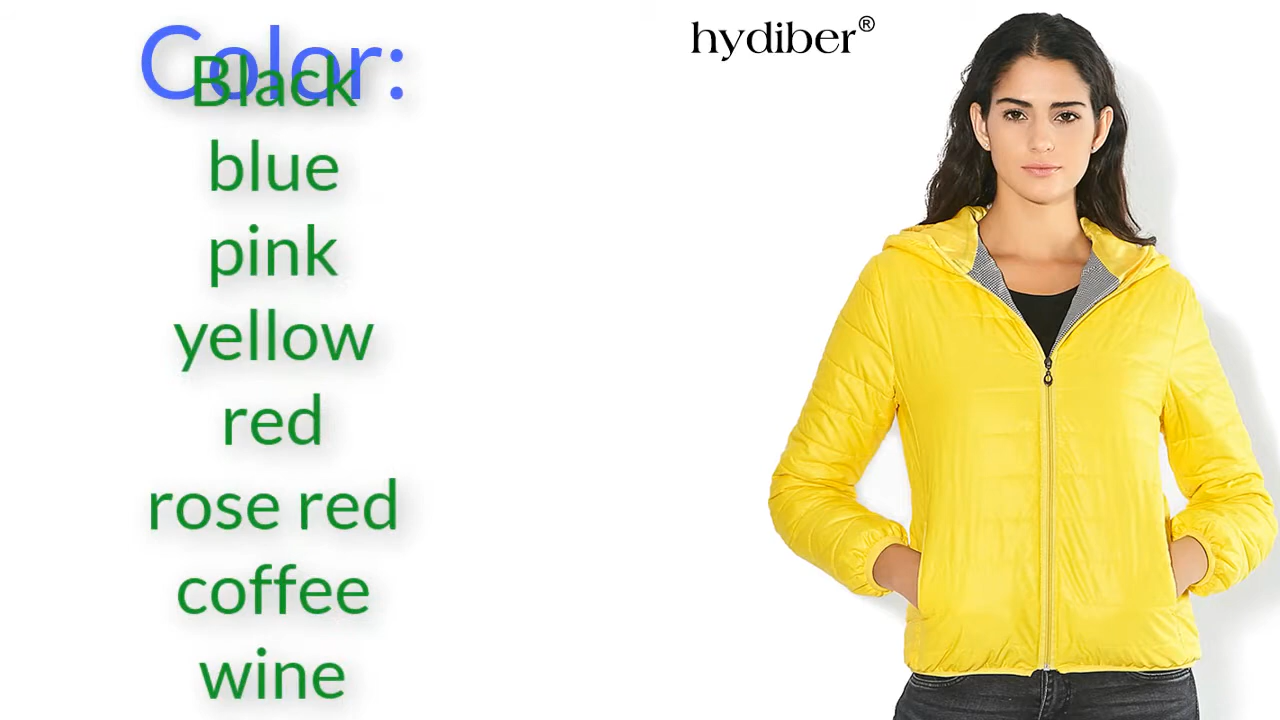 Color:
Black
blue
pink
yellow
red
rose red
coffee
wine
hydiber®